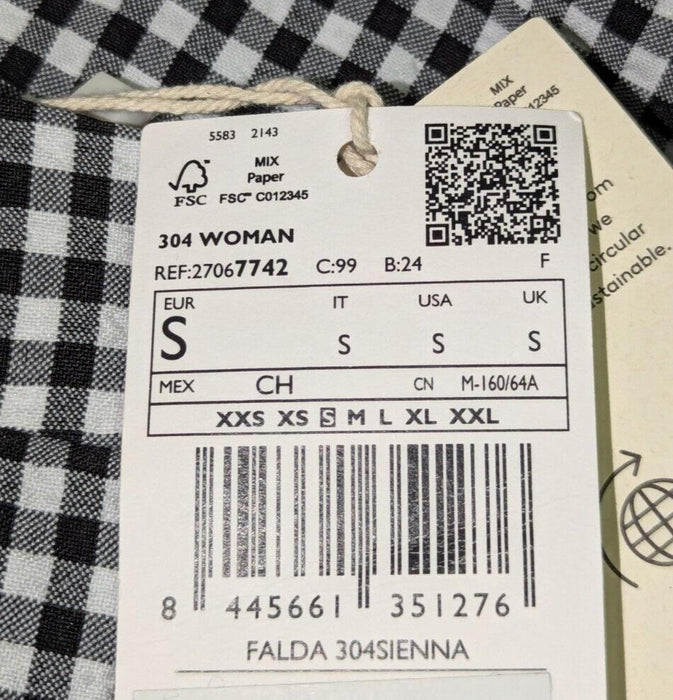 5583 2143
MIX
Paper
FSC FSC™ C012345
304 WOMAN
REF:27067742 C:99 B:24 F
EUR IT USA UK
S S S S
MEX CH CN M-160/64A
XXS XS S M L XL XXL
8 445661 351276
FALDA 304SIENNA
MIX
Paper
12345
om
we
circular
stainable.